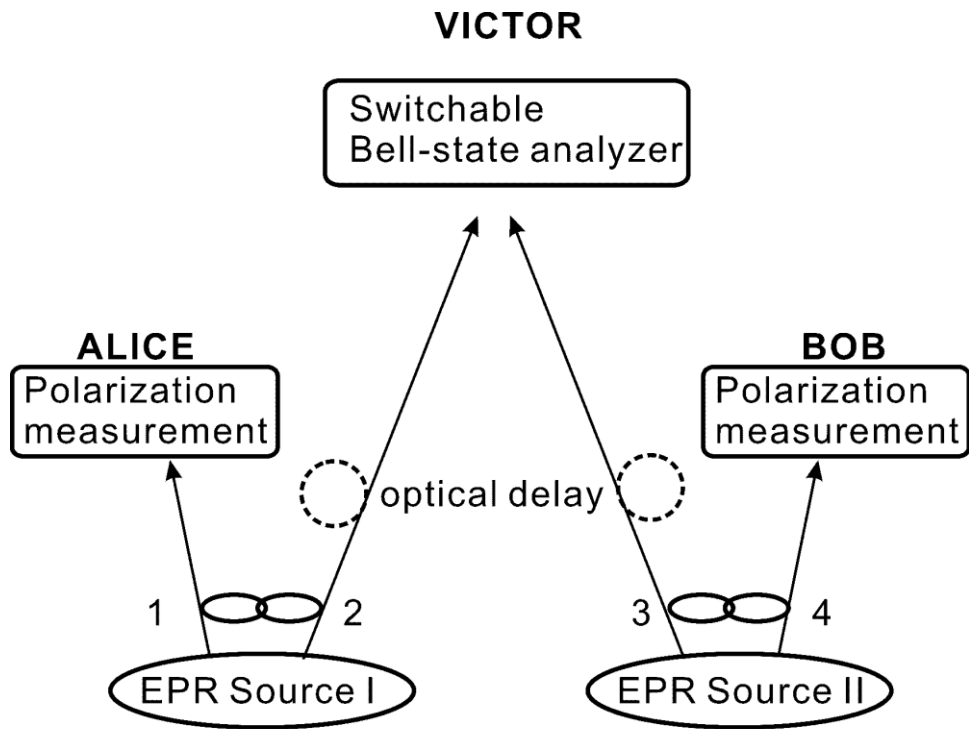 VICTOR
Switchable
Bell-state analyzer
ALICE
Polarization
measurement
BOB
Polarization
measurement
optical delay
1
2
3
4
EPR Source I
EPR Source II